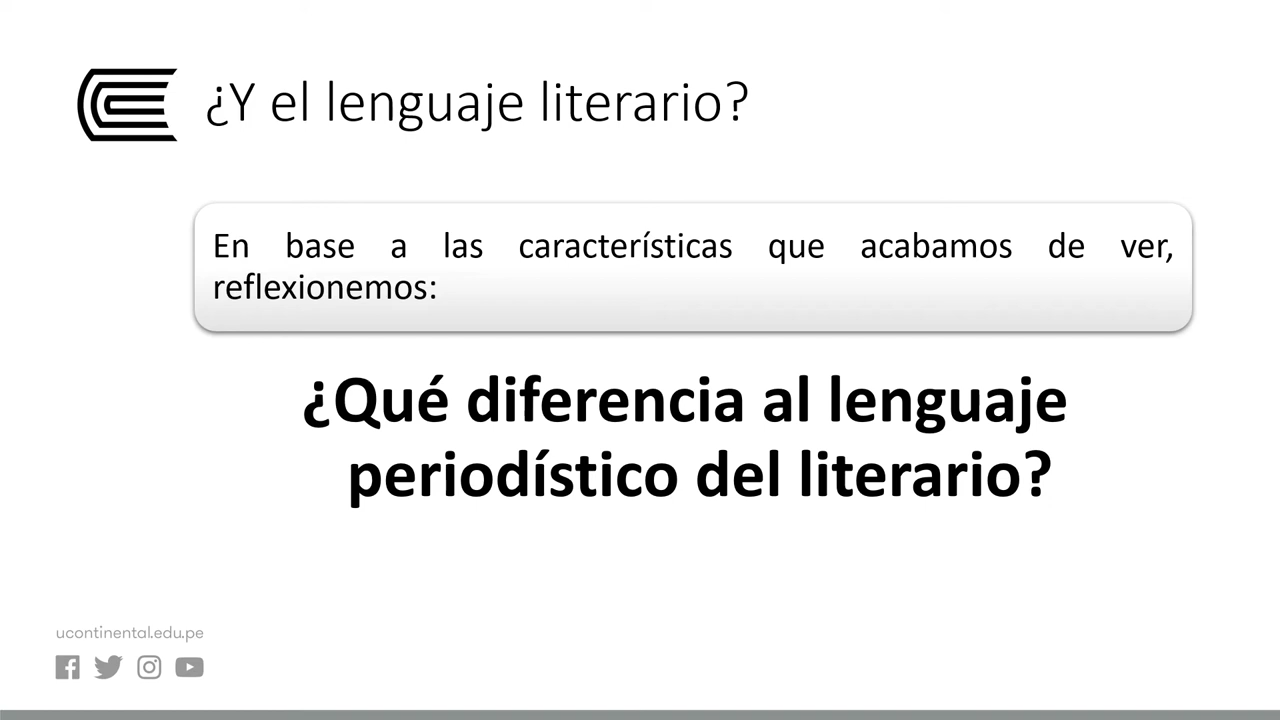 ¿Y el lenguaje literario?
En base a las características que acabamos de ver,
reflexionemos:
¿Qué diferencia al lenguaje
periodístico del literario?
ucontinental.edu.pe